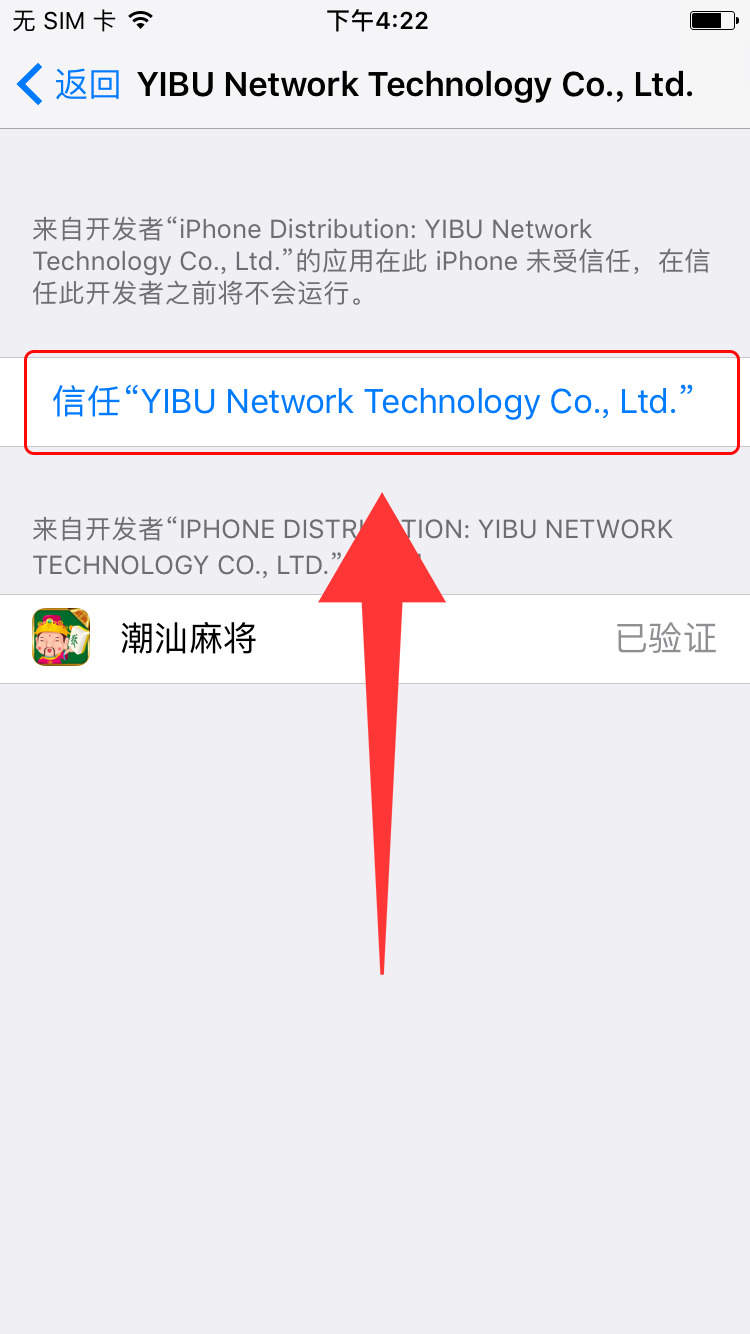 无 SIM 卡
下午4:22
返回
YIBU Network Technology Co., Ltd.
来自开发者“iPhone Distribution: YIBU Network
Technology Co., Ltd.”的应用在此 iPhone 未受信任，在信
任此开发者之前将不会运行。
信任“YIBU Network Technology Co., Ltd.”
来自开发者“IPHONE TION: YIBU NETWORK
TECHNOLOGY CO., LTD.”
潮汕麻将
已验证